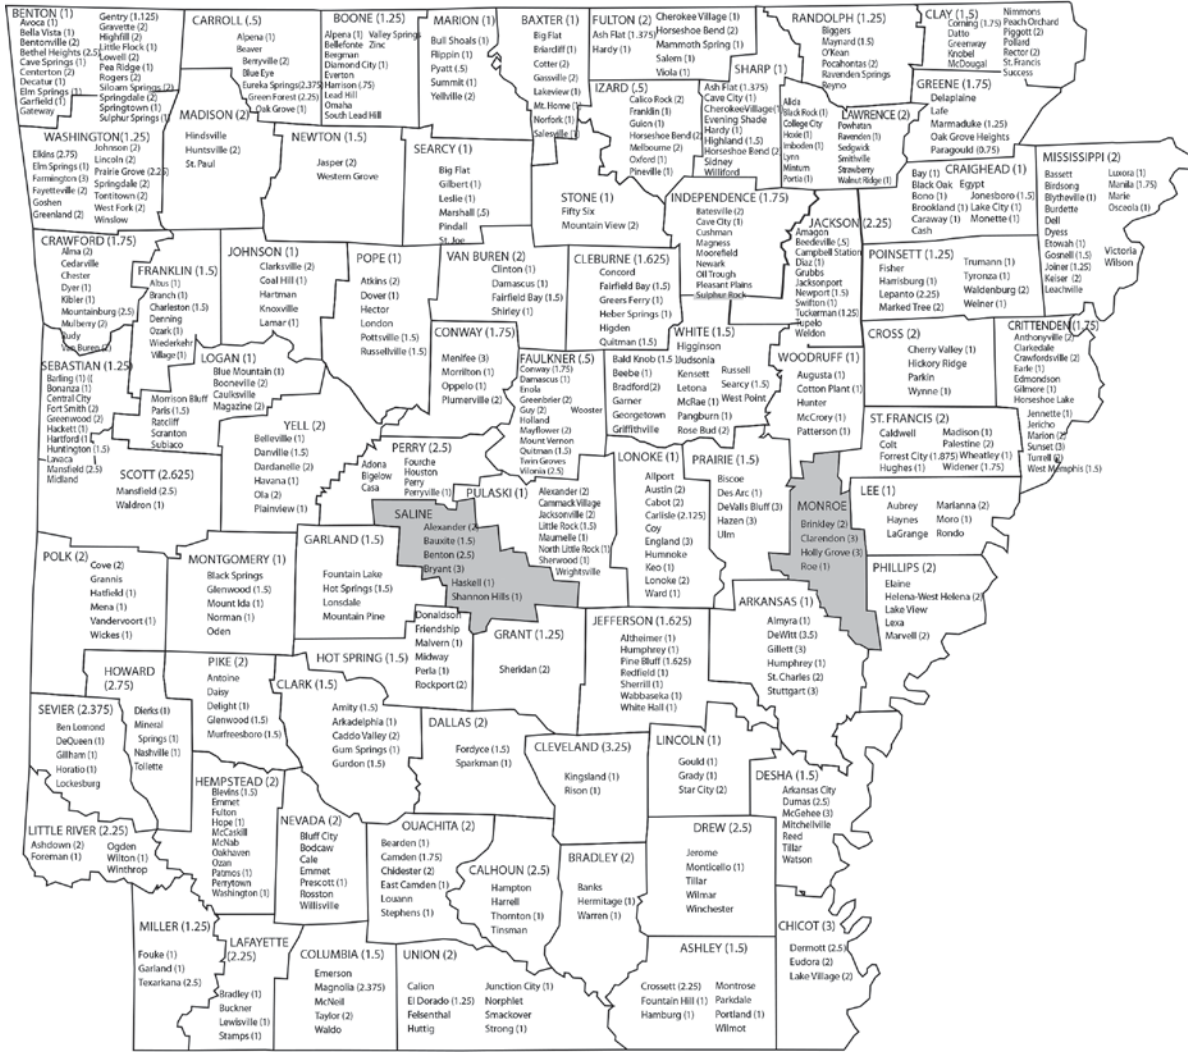 BENTON (1)
Avoca (1)
Bella Vista (1)
Bentonville (2)
Bethel Heights (2.5)
Cave Springs (1)
Centerton (2)
Decatur (1)
Elm Springs (1)
Garfield (1)
Gateway
Gentry (1.125)
Gravette (2)
Highfill (2)
Little Flock (1)
Lowell (2)
Pea Ridge (1)
Rogers (2)
Siloam Springs (2)
Springdale (2)
Springtown (1)
Sulphur Springs (1)
CARROLL (.5)
Alpena (1)
Beaver
Berryville (2)
Blue Eye
Eureka Springs(2.375)
Green Forest (2.25)
Oak Grove (1)
BOONE (1.25)
Alpena (1) Valley Springs
Bellefonte Zinc
Bergman
Diamond City (1)
Everton
Harrison (.75)
Lead Hill
Omaha
South Lead Hill
MARION (1)
Bull Shoals (1)
Flippin (1)
Pyatt (.5)
Summit (1)
Yellville (2)
BAXTER (1)
Big Flat
Briarcliff (1)
Cotter (2)
Gassville (2)
Lakeview (1)
Mt. Home (1)
Norfork (1)
Salesville (1)
FULTON (2)
Ash Flat (1.375)
Hardy (1)
Cherokee Village (1)
Horseshoe Bend (2)
Mammoth Spring (1)
Salem (1)
Viola (1)
RANDOLPH (1.25)
Biggers
Maynard (1.5)
O'Kean
Pocahontas (2)
Ravenden Springs
Reyno
CLAY (1.5)
Corning (1.75)
Datto
Greenway
Knobel
McDougal
Nimmons
Peach Orchard
Piggott (2)
Pollard
Rector (2)
St. Francis
Success
GREENE (1.75)
Delaplaine
Lafe
Marmaduke (1.25)
Oak Grove Heights
Paragould (0.75)
IZARD (.5)
Calico Rock (2)
Franklin (1)
Guion (1)
Horseshoe Bend (2)
Melbourne (2)
Oxford (1)
Pineville (1)
SHARP (1)
Ash Flat (1.375)
Cave City (1)
CherokeeVillage(1)
Evening Shade
Hardy (1)
Highland (1.5)
Horseshoe Bend (2)
Sidney
Williford
LAWRENCE (2)
Alicia
Black Rock (1)
College City
Hoxie (1)
Imboden (1)
Lynn
Minturn
Portia (1)
Powhatan
Ravenden (1)
Sedgwick
Smithville
Strawberry
Walnut Ridge (1)
MADISON (2)
Hindsville
Huntsville (2)
St. Paul
WASHINGTON(1.25)
Elkins (2.75)
Elm Springs (1)
Farmington (3)
Fayetteville (2)
Goshen
Greenland (2)
Johnson (2)
Lincoln (2)
Prairie Grove (2.25)
Springdale (2)
Tontitown (2)
West Fork (2)
Winslow
NEWTON (1.5)
Jasper (2)
Western Grove
SEARCY (1)
Big Flat
Gilbert (1)
Leslie (1)
Marshall (.5)
Pindall
St. Joe
STONE (1)
Fifty Six
Mountain View (2)
INDEPENDENCE (1.75)
Batesville (2)
Cave City (1)
Cushman
Magness
Moorefield
Newark
Oil Trough
Pleasant Plains
Sulphur Rock
JACKSON (2.25)
Amagon
Beedeville (.5)
Campbell Station
Diaz (1)
Grubbs
Jacksonport
Newport (1.5)
Swifton (1)
Tuckerman (1.25)
Tupelo
Weldon
CRAIGHEAD (1)
Bay (1)
Black Oak Egypt
Bono (1) Jonesboro (1.5)
Brookland (1) Lake City (1)
Caraway (1) Monette (1)
Cash
MISSISSIPPI (2)
Bassett
Birdsong
Blytheville (1)
Burdette
Dell
Dyess
Etowah (1)
Gosnell (1.5)
Joiner (1.25)
Keiser (2)
Leachville
Luxora (1)
Manila (1.75)
Marie
Osceola (1)
Victoria
Wilson
CRAWFORD (1.75)
Alma (2)
Cedarville
Chester
Dyer (1)
Kibler (1)
Mountainburg (2.5)
Mulberry (2)
Rudy
Van Buren (2)
FRANKLIN (1.5)
Altus (1)
Branch (1)
Charleston (1.5)
Denning
Ozark (1)
Wiederkehr
Village (1)
JOHNSON (1)
Clarksville (2)
Coal Hill (1)
Hartman
Knoxville
Lamar (1)
POPE (1)
Atkins (2)
Dover (1)
Hector
London
Pottsville (1.5)
Russellville (1.5)
VAN BUREN (2)
Clinton (1)
Damascus (1)
Fairfield Bay (1.5)
Shirley (1)
CLEBURNE (1.625)
Concord
Fairfield Bay (1.5)
Greers Ferry (1)
Heber Springs (1)
Higden
Quitman (1.5)
POINSETT (1.25)
Fisher
Harrisburg (1)
Lepanto (2.25)
Marked Tree (2)
Trumann (1)
Tyronza (1)
Waldenburg (2)
Weiner (1)
CONWAY (1.75)
Menifee (3)
Morrilton (1)
Oppelo (1)
Plumerville (2)
FAULKNER (.5)
Conway (1.75)
Damascus (1)
Enola
Greenbrier (2)
Guy (2) Wooster
Holland
Mayflower (2)
Mount Vernon
Quitman (1.5)
Twin Groves
Vilonia (2.5)
WHITE (1.5)
Higginson
Bald Knob (1.5)
Beebe (1)
Bradford(2)
Garner
Georgetown
Griffithville
Judsonia
Kensett
Letona
McRae (1)
Pangburn (1)
Rose Bud (2)
Russell
Searcy (1.5)
West Point
WOODRUFF (1)
Augusta (1)
Cotton Plant (1)
Hunter
McCrory (1)
Patterson (1)
CROSS (2)
Cherry Valley (1)
Hickory Ridge
Parkin
Wynne (1)
CRITTENDEN (1.75)
Anthonyville (2)
Clarkedale
Crawfordsville (2)
Earle (1)
Edmondson
Gilmore (1)
Horseshoe Lake
Jennette (1)
Jericho
Marion (2)
Sunset (3)
Turrell (2)
West Memphis (1.5)
SEBASTIAN (1.25)
Barling (1)
Bonanza (1)
Central City
Fort Smith (2)
Greenwood (2)
Hackett (1)
Hartford (1)
Huntington (1.5)
Lavaca
Mansfield (2.5)
Midland
LOGAN (1)
Blue Mountain (1)
Booneville (2)
Caulksville
Magazine (2)
Morrison Bluff
Paris (1.5)
Ratcliff
Scranton
Subiaco
SCOTT (2.625)
Mansfield (2.5)
Waldron (1)
YELL (2)
Belleville (1)
Danville (1.5)
Dardanelle (2)
Havana (1)
Ola (2)
Plainview (1)
PERRY (2.5)
Adona
Bigelow
Casa
Fourche
Houston
Perry
Perryville (1)
PULASKI (1)
Alexander (2)
Cammack Village
Jacksonville (2)
Little Rock (1.5)
Maumelle (1)
North Little Rock (1)
Sherwood (1)
Wrightsville
LONOKE (1)
Allport
Austin (2)
Cabot (2)
Carlisle (2.125)
Coy
England (3)
Humnoke
Keo (1)
Lonoke (2)
Ward (1)
PRAIRIE (1.5)
Biscoe
Des Arc (1)
DeValls Bluff (3)
Hazen (3)
Ulm
ST. FRANCIS (2)
Caldwell
Colt
Forrest City (1.875)
Hughes (1)
Madison (1)
Palestine (2)
Wheatley (1)
Widener (1.75)
LEE (1)
Aubrey
Haynes
LaGrange
Marianna (2)
Moro (1)
Rondo
MONROE
Brinkley (2)
Clarendon (3)
Holly Grove (3)
Roe (1)
PHILLIPS (2)
Elaine
Helena-West Helena (2)
Lake View
Lexa
Marvell (2)
SALINE
Alexander (2)
Bauxite (1.5)
Benton (2.5)
Bryant (3)
Haskell (1)
Shannon Hills (1)
GARLAND (1.5)
Fountain Lake
Hot Springs (1.5)
Lonsdale
Mountain Pine
POLK (2)
Cove (2)
Grannis
Hatfield (1)
Mena (1)
Vandervoort (1)
Wickes (1)
MONTGOMERY (1)
Black Springs
Glenwood (1.5)
Mount Ida (1)
Norman (1)
Oden
HOT SPRING (1.5)
Donaldson
Friendship
Malvern (1)
Midway
Perla (1)
Rockport (2)
GRANT (1.25)
Sheridan (2)
JEFFERSON (1.625)
Altheimer (1)
Humphrey (1)
Pine Bluff (1.625)
Redfield (1)
Sherrill (1)
Wabbaseka (1)
White Hall (1)
ARKANSAS (1)
Almyra (1)
DeWitt (3.5)
Gillett (3)
Humphrey (1)
St. Charles (2)
Stuttgart (3)
HOWARD
(2.75)
Dierks (1)
Mineral
Springs (1)
Nashville (1)
Tollette
PIKE (2)
Antoine
Daisy
Delight (1)
Glenwood (1.5)
Murfreesboro (1.5)
CLARK (1.5)
Amity (1.5)
Arkadelphia (1)
Caddo Valley (2)
Gum Springs (1)
Gurdon (1.5)
SEVIER (2.375)
Ben Lomond
DeQueen (1)
Gillham (1)
Horatio (1)
Lockesburg
DALLAS (2)
Fordyce (1.5)
Sparkman (1)
CLEVELAND (3.25)
Kingsland (1)
Rison (1)
LINCOLN (1)
Gould (1)
Grady (1)
Star City (2)
DESHA (1.5)
Arkansas City
Dumas (2.5)
McGehee (3)
Mitchellville
Reed
Tillar
Watson
HEMPSTEAD (2)
Blevins (1.5)
Emmet
Fulton
Hope (1)
McCaskill
McNab
Oakhaven
Ozan
Patmos (1)
Perrytown
Washington (1)
LITTLE RIVER (2.25)
Ashdown (2)
Foreman (1)
Ogden
Wilton (1)
Winthrop
NEVADA (2)
Bluff City
Bodcaw
Cale
Emmet
Prescott (1)
Rosston
Willisville
OUACHITA (2)
Bearden (1)
Camden (1.75)
Chidester (2)
East Camden (1)
Louann
Stephens (1)
CALHOUN (2.5)
Hampton
Harrell
Thornton (1)
Tinsman
BRADLEY (2)
Banks
Hermitage (1)
Warren (1)
DREW (2.5)
Jerome
Monticello (1)
Tillar
Wilmar
Winchester
CHICOT (3)
Dermott (2.5)
Eudora (2)
Lake Village (2)
MILLER (1.25)
Fouke (1)
Garland (1)
Texarkana (2.5)
LAFAYETTE
(2.25)
Bradley (1)
Buckner
Lewisville (1)
Stamps (1)
COLUMBIA (1.5)
Emerson
Magnolia (2.375)
McNeil
Taylor (2)
Waldo
UNION (2)
Calion
El Dorado (1.25)
Felsenthal
Huttig
Junction City (1)
Norphlet
Smackover
Strong (1)
ASHLEY (1.5)
Crossett (2.25)
Fountain Hill (1)
Hamburg (1)
Montrose
Parkdale
Portland (1)
Wilmot